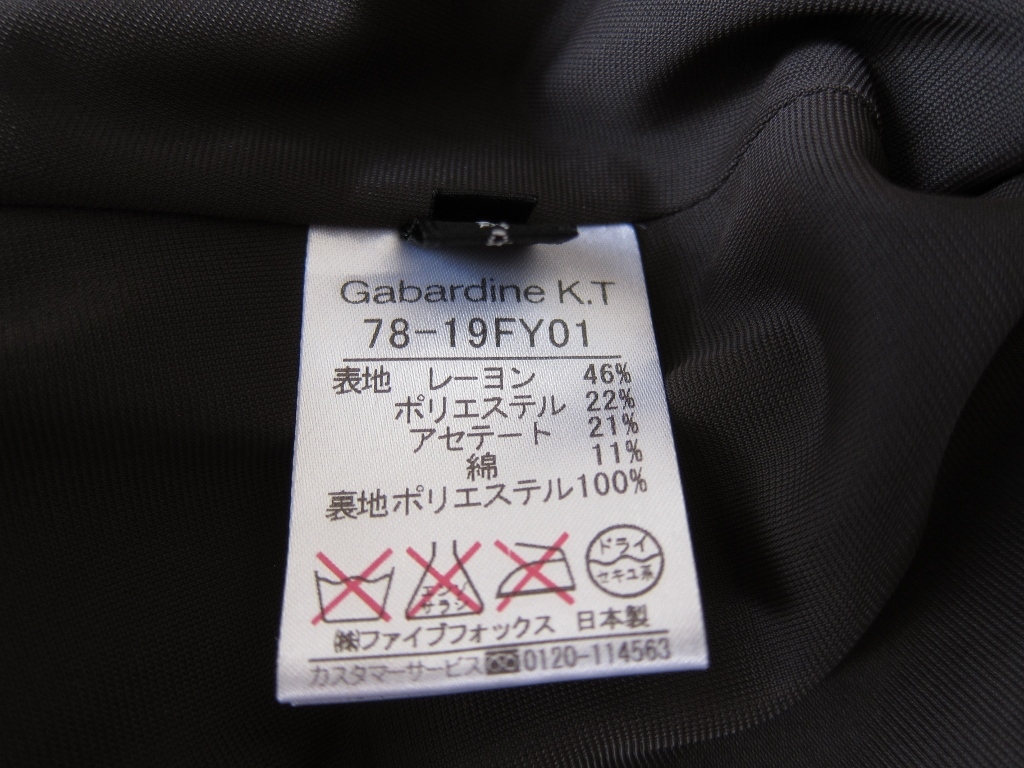 Gabardine K.T
78-19FY01
表地 レーヨン 46%
ポリエステル 22%
アセテート 21%
綿 11%
裏地ポリエステル100%
エンソ サラシ
ドライ
セキユ系
㈱ファイブフォックス 日本製
カスタマーサービス 0120-114563